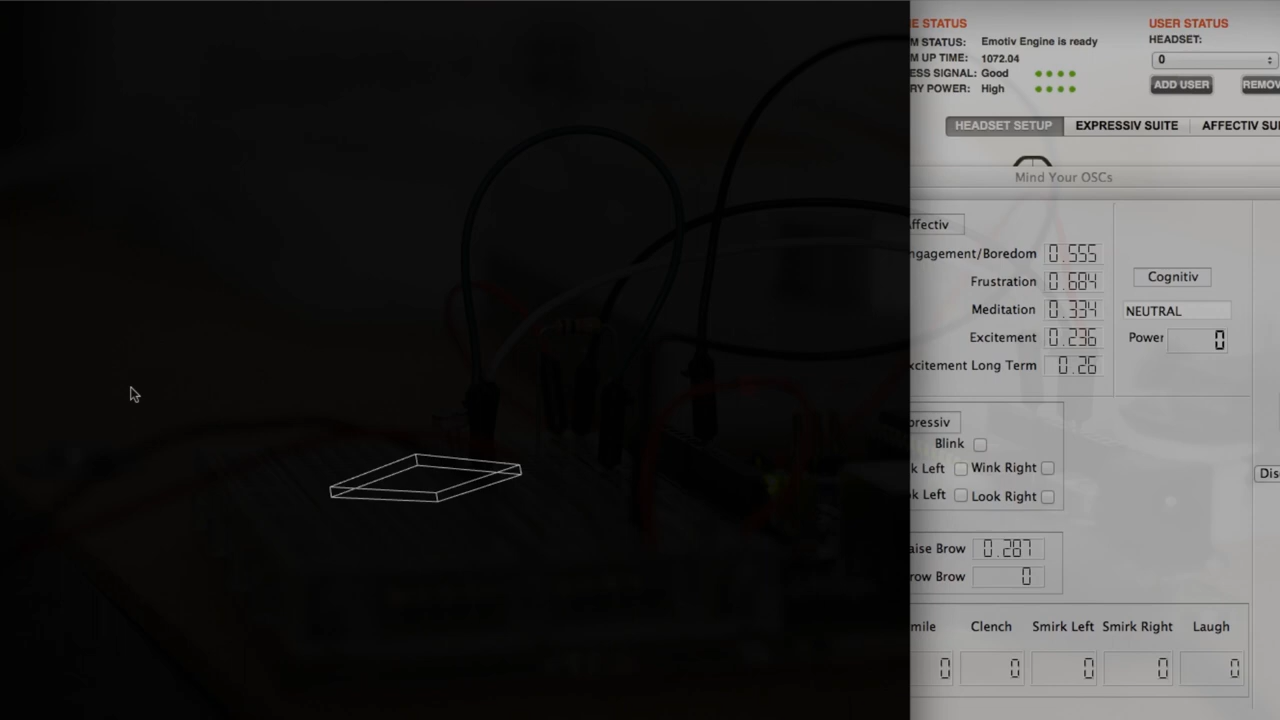 E STATUS
M STATUS: Emotiv Engine is ready
M UP TIME: 1072.04
ESS SIGNAL: Good
RY POWER: High
USER STATUS
HEADSET:
0
ADD USER REMOV
HEADSET SETUP EXPRESSIV SUITE AFFECTIV SUI
Mind Your OSCs
ffectiv
ngagement/Boredom 0.555
Frustration 0.684
Meditation 0.334
Excitement 0.236
xcitement Long Term 0.26
Cognitiv
NEUTRAL
Power 0
pressiv
Blink
k Left Wink Right
k Left Look Right
Dis
aise Brow 0.287
row Brow 0
mile Clench Smirk Left Smirk Right Laugh
0 0 0 0 0